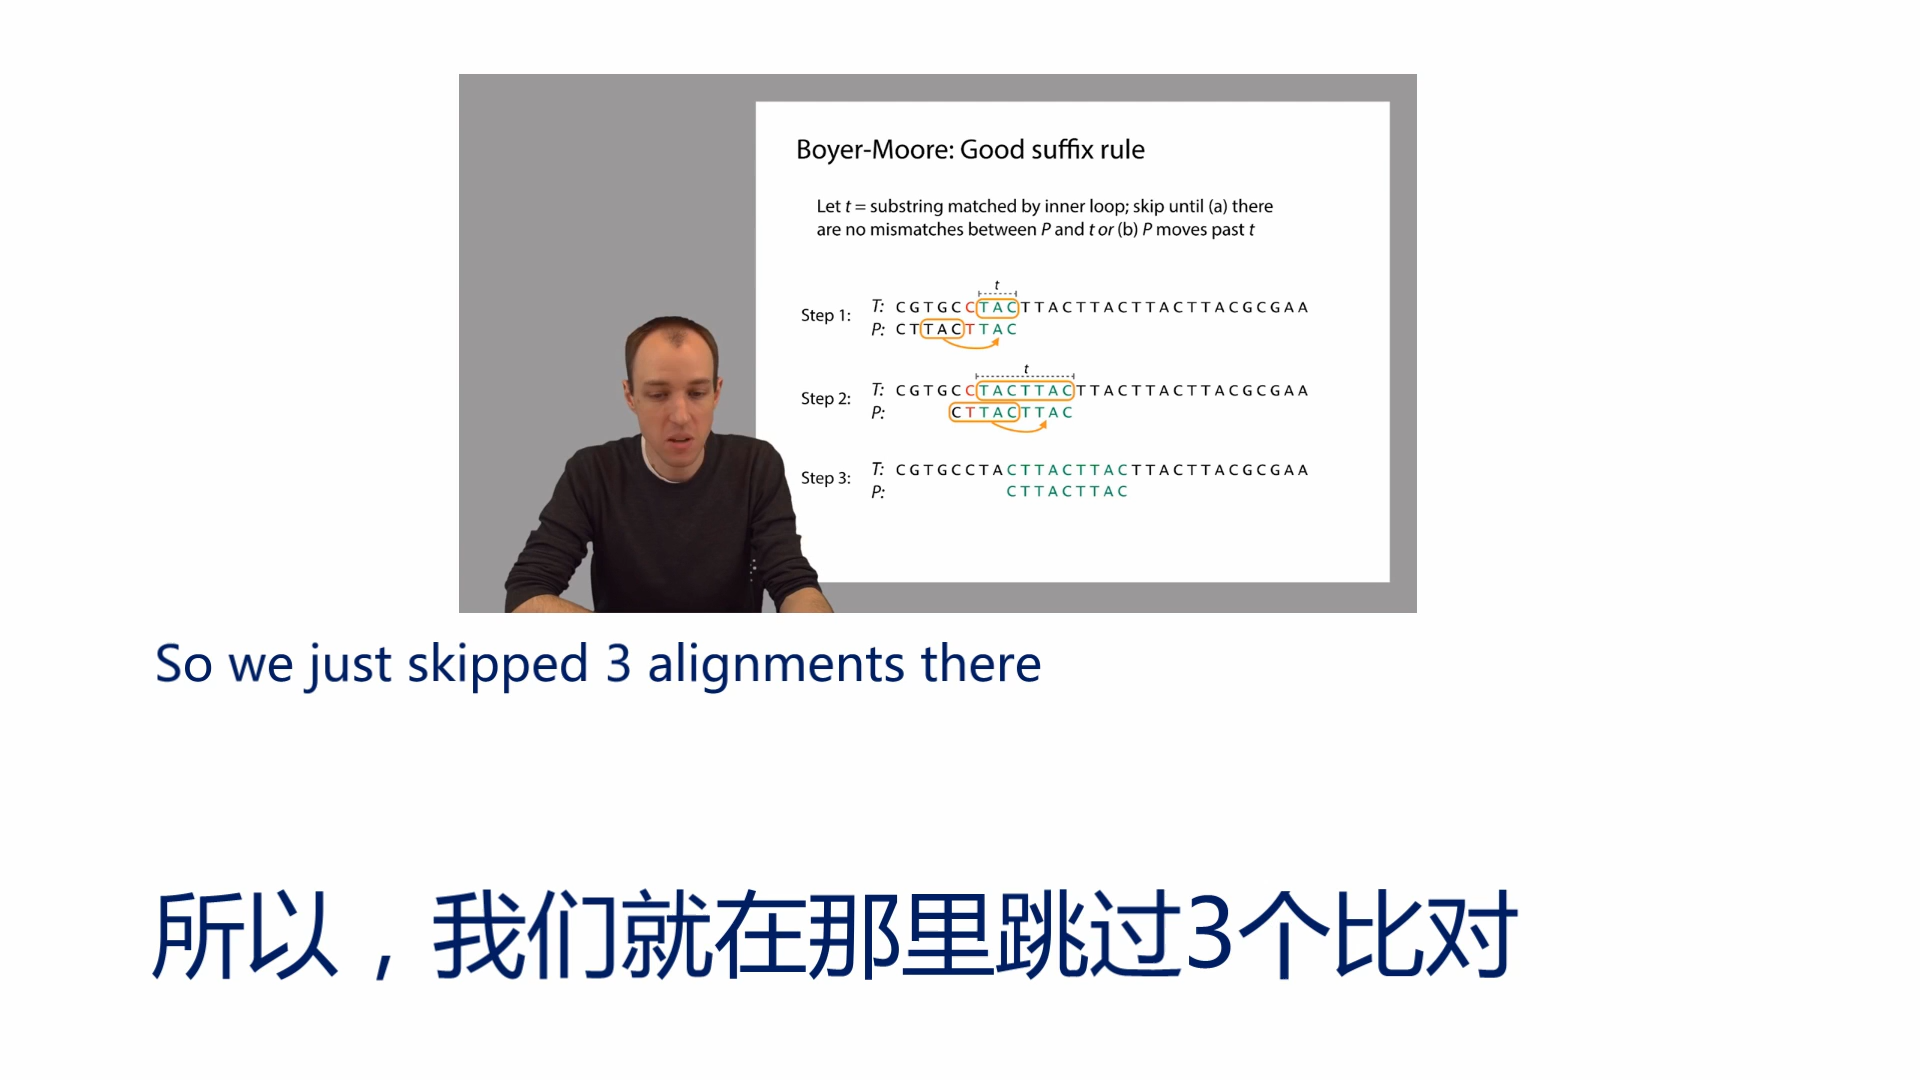 Boyer-Moore: Good suffix rule
Let t = substring matched by inner loop; skip until (a) there
are no mismatches between P and t or (b) P moves past t
t
Step 1:
T: CGTGCCTACTTACTTACTTACTTACGCGAA
P: CTTACTTAC
t
Step 2:
T: CGTGCCTACTTACTTACTTACTTACGCGAA
P: CTTACTTAC
Step 3:
T: CGTGCCTACTTACTTACTTACTTACGCGAA
P: CTTACTTAC
So we just skipped 3 alignments there
所以，我们就在那里跳过3个比对